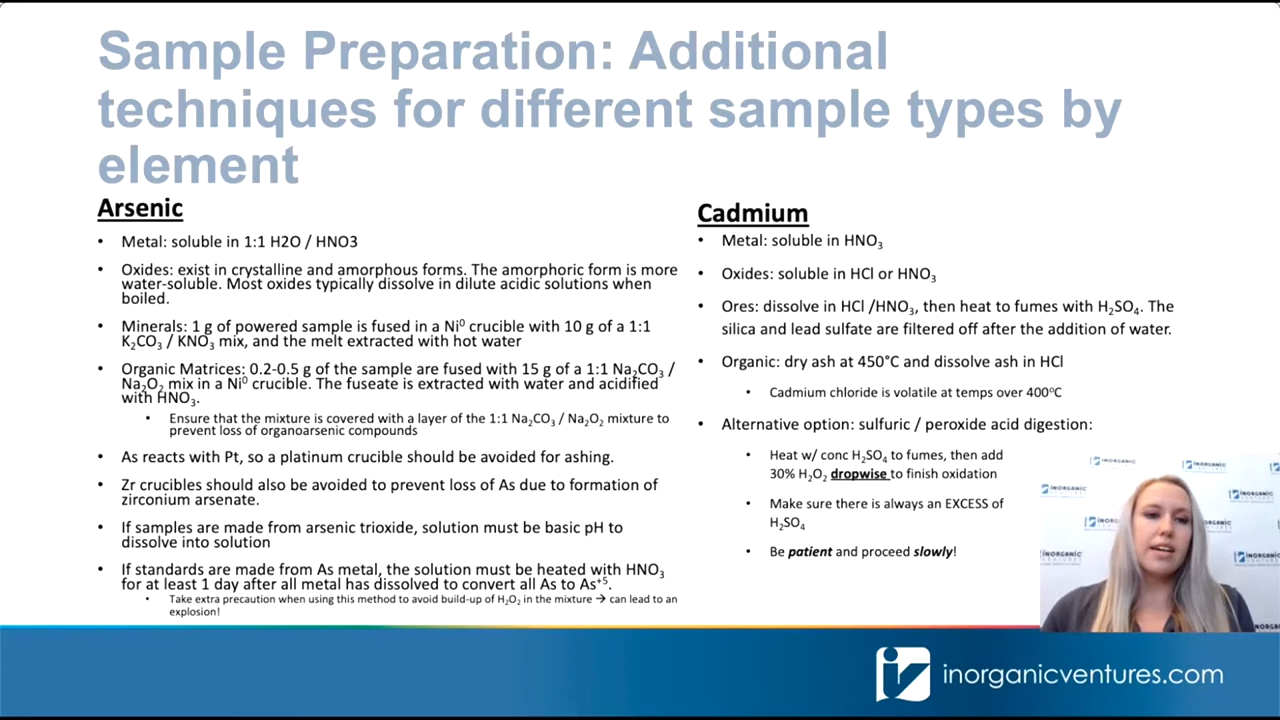 Sample Preparation: Additional
techniques for different sample types by
element
Arsenic
• Metal: soluble in 1:1 H2O / HNO3
• Oxides: exist in crystalline and amorphous forms. The amorphoric form is more
water-soluble. Most oxides typically dissolve in dilute acidic solutions when
boiled.
• Minerals: 1 g of powered sample is fused in a Ni⁰ crucible with 10 g of a 1:1
K₂CO₃ / KNO₃ mix, and the melt extracted with hot water
• Organic Matrices: 0.2-0.5 g of the sample are fused with 15 g of a 1:1 Na₂CO₃ /
Na₂O₂ mix in a Ni⁰ crucible. The fuseate is extracted with water and acidified
with HNO₃.
• Ensure that the mixture is covered with a layer of the 1:1 Na₂CO₃ / Na₂O₂ mixture to
prevent loss of organoarsenic compounds
• As reacts with Pt, so a platinum crucible should be avoided for ashing.
• Zr crucibles should also be avoided to prevent loss of As due to formation of
zirconium arsenate.
• If samples are made from arsenic trioxide, solution must be basic pH to
dissolve into solution
• If standards are made from As metal, the solution must be heated with HNO₃
for at least 1 day after all metal has dissolved to convert all As to As⁺⁵.
• Take extra precaution when using this method to avoid build-up of H₂O₂ in the mixture → can lead to an
explosion!
Cadmium
• Metal: soluble in HNO₃
• Oxides: soluble in HCl or HNO₃
• Ores: dissolve in HCl /HNO₃, then heat to fumes with H₂SO₄. The
silica and lead sulfate are filtered off after the addition of water.
• Organic: dry ash at 450°C and dissolve ash in HCl
• Cadmium chloride is volatile at temps over 400°C
• Alternative option: sulfuric / peroxide acid digestion:
• Heat w/ conc H₂SO₄ to fumes, then add
30% H₂O₂ dropwise to finish oxidation
• Make sure there is always an EXCESS of
H₂SO₄
• Be patient and proceed slowly!
inorganicventures.com